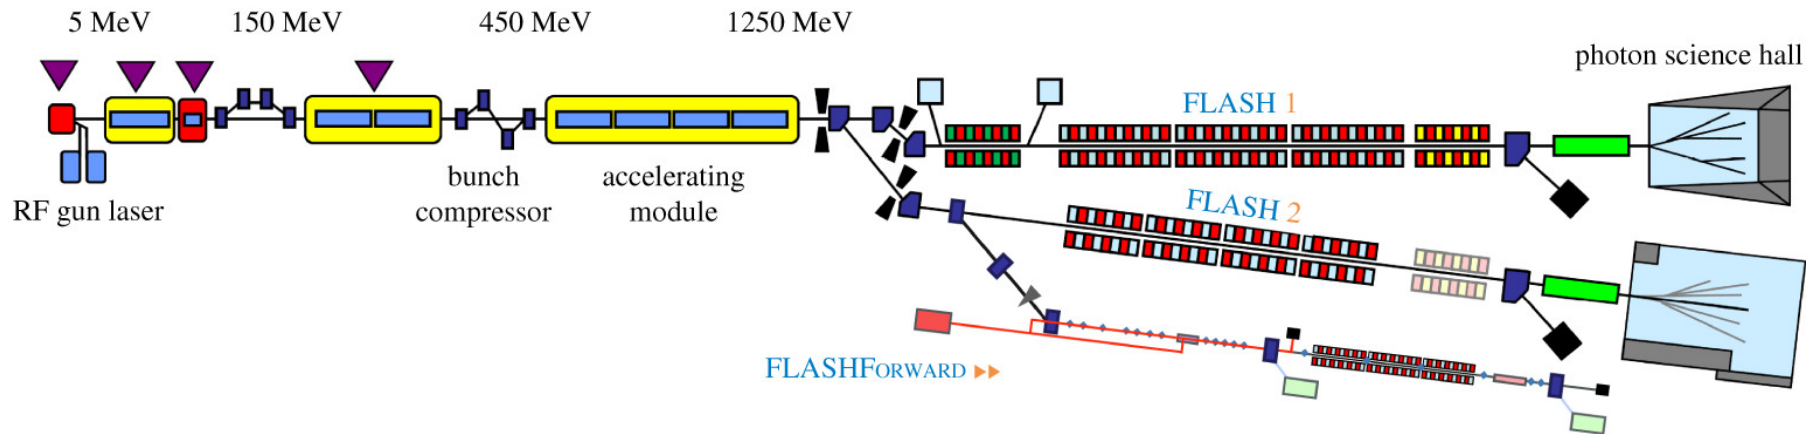 5 MeV 150 MeV 450 MeV 1250 MeV
photon science hall
FLASH 1
bunch accelerating
RF gun laser compressor module
FLASH 2
FLASHFORWARD